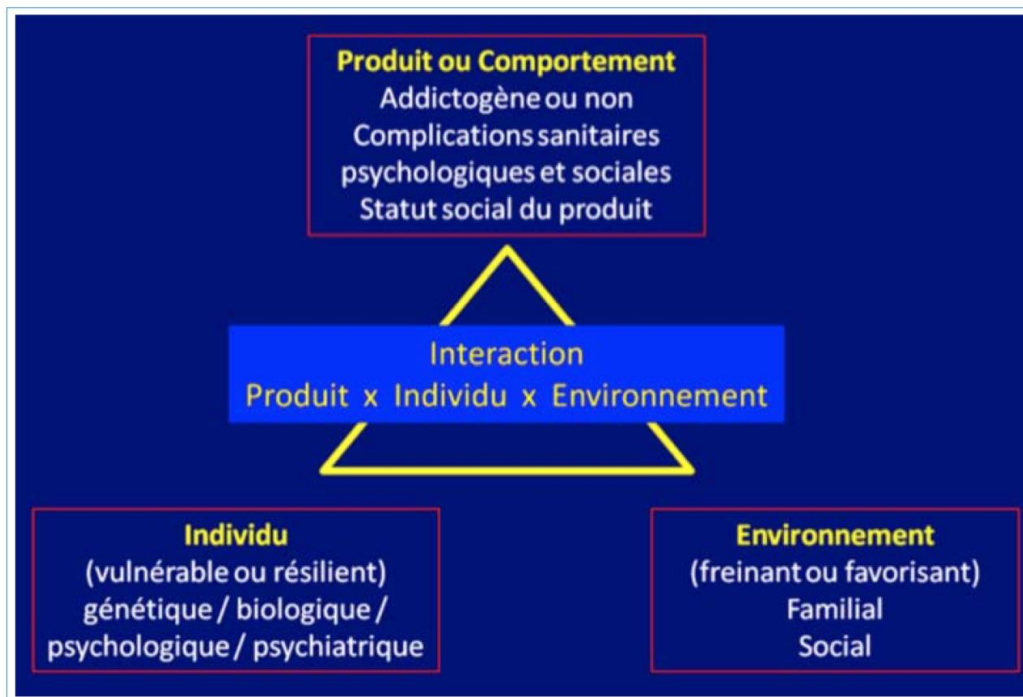 Produit ou Comportement
Addictogène ou non
Complications sanitaires
psychologiques et sociales
Statut social du produit
Interaction
Produit x Individu x Environnement
Individu
(vulnérable ou résilient)
génétique / biologique /
psychologique / psychiatrique
Environnement
(freinant ou favorisant)
Familial
Social